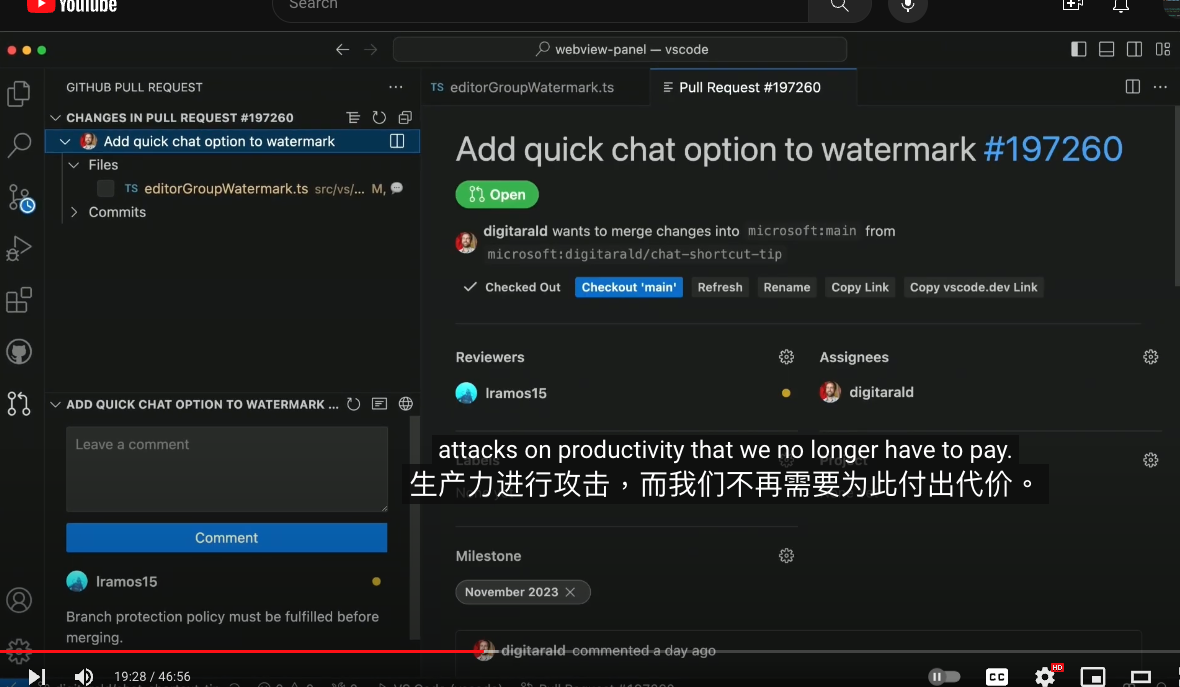 YouTube
Search
webview-panel — vscode
GITHUB PULL REQUEST
TS editorGroupWatermark.ts
Pull Request #197260
CHANGES IN PULL REQUEST #197260
Add quick chat option to watermark
Files
TS editorGroupWatermark.ts src/vs/... M,
Commits
Add quick chat option to watermark #197260
Open
digitarald wants to merge changes into microsoft:main from
microsoft:digitarald/chat-shortcut-tip
Checked Out Checkout 'main' Refresh Rename Copy Link Copy vscode.dev Link
Reviewers
lramos15
Assignees
digitarald
Labels
Project
attacks on productivity that we no longer have to pay.
生产力进行攻击，而我们不再需要为此付出代价。
Milestone
November 2023
digitarald commented a day ago
ADD QUICK CHAT OPTION TO WATERMARK ...
Leave a comment
Comment
lramos15
Branch protection policy must be fulfilled before
merging.
19:28 / 46:56
CC
HD